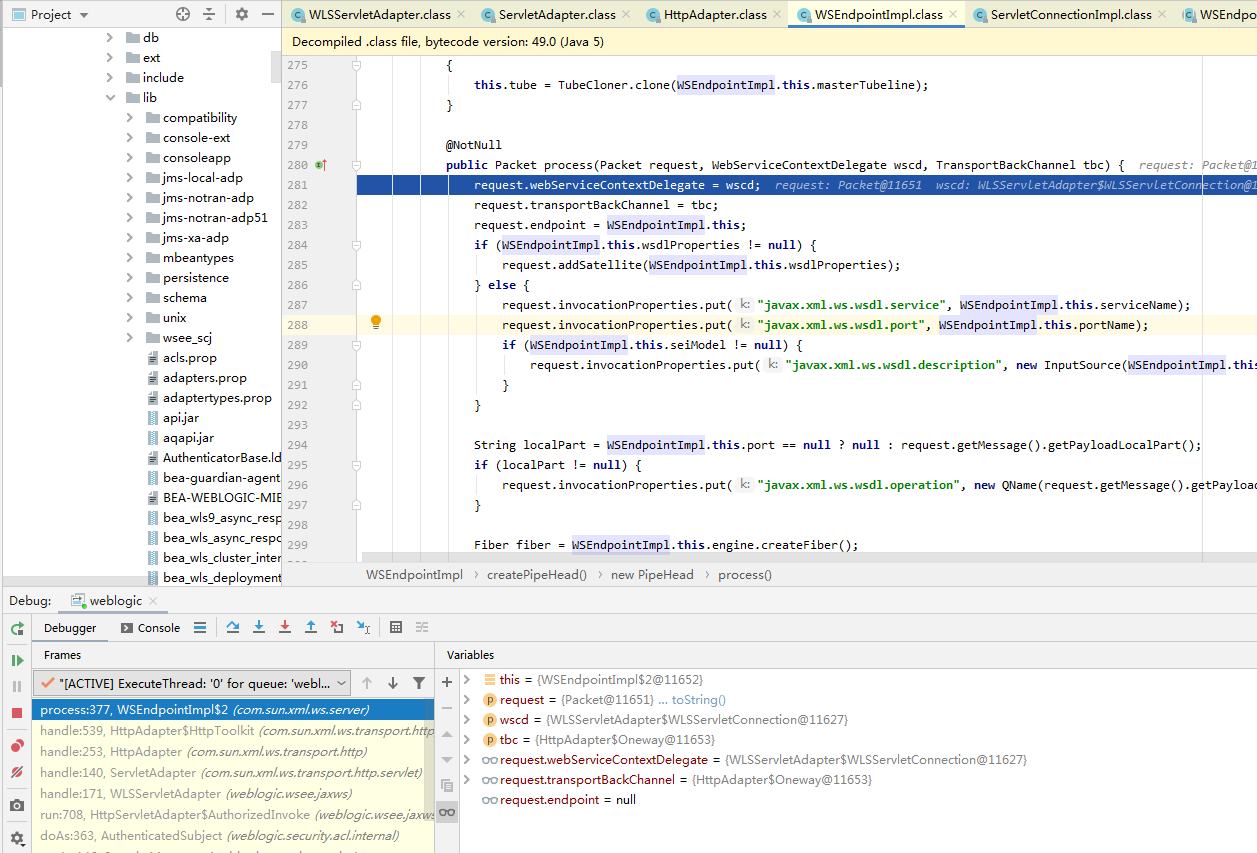 Project
WLSServletAdapter.class
ServletAdapter.class
HttpAdapter.class
WSEndpointImpl.class
ServletConnectionImpl.class
WSEndpo
Decompiled .class file, bytecode version: 49.0 (Java 5)
db
ext
include
lib
compatibility
console-ext
consoleapp
jms-local-adp
jms-notran-adp
jms-notran-adp51
jms-xa-adp
mbeantypes
persistence
schema
unix
wsee_scj
acls.prop
adapters.prop
adaptertypes.prop
api.jar
aqapi.jar
AuthenticatorBase.ld
bea-guardian-agent
BEA-WEBLOGIC-MIE
bea_wls9_async_resp
bea_wls_async_respo
bea_wls_cluster_inter
bea_wls_deployment
275 {
276 this.tube = TubeCloner.clone(WSEndpointImpl.this.masterTubeline);
277 }
278
279 @NotNull
280 public Packet process(Packet request, WebServiceContextDelegate wscd, TransportBackChannel tbc) { request: Packet@1
281 request.webServiceContextDelegate = wscd; request: Packet@11651 wscd: WLSServletAdapter$WLSServletConnection@1
282 request.transportBackChannel = tbc;
283 request.endpoint = WSEndpointImpl.this;
284 if (WSEndpointImpl.this.wsdlProperties != null) {
285 request.addSatellite(WSEndpointImpl.this.wsdlProperties);
286 } else {
287 request.invocationProperties.put( k: "javax.xml.ws.wsdl.service", WSEndpointImpl.this.serviceName);
288 request.invocationProperties.put( k: "javax.xml.ws.wsdl.port", WSEndpointImpl.this.portName);
289 if (WSEndpointImpl.this.seiModel != null) {
290 request.invocationProperties.put( k: "javax.xml.ws.wsdl.description", new InputSource(WSEndpointImpl.this
291 }
292 }
293
294 String localPart = WSEndpointImpl.this.port == null ? null : request.getMessage().getPayloadLocalPart();
295 if (localPart != null) {
296 request.invocationProperties.put( k: "javax.xml.ws.wsdl.operation", new QName(request.getMessage().getPayload
297 }
298
299 Fiber fiber = WSEndpointImpl.this.engine.createFiber();
WSEndpointImpl › createPipeHead() › new PipeHead › process()
Debug: weblogic
Debugger Console
Frames
"[ACTIVE] ExecuteThread: '0' for queue: 'webl...
process:377, WSEndpointImpl$2 (com.sun.xml.ws.server)
handle:539, HttpAdapter$HttpToolkit (com.sun.xml.ws.transport.http
handle:253, HttpAdapter (com.sun.xml.ws.transport.http)
handle:140, ServletAdapter (com.sun.xml.ws.transport.http.servlet)
handle:171, WLSServletAdapter (weblogic.wsee.jaxws)
run:708, HttpServletAdapter$AuthorizedInvoke (weblogic.wsee.jaxws
doAs:363, AuthenticatedSubject (weblogic.security.acl.internal)
Variables
this = {WSEndpointImpl$2@11652}
request = {Packet@11651} ... toString()
wscd = {WLSServletAdapter$WLSServletConnection@11627}
tbc = {HttpAdapter$Oneway@11653}
request.webServiceContextDelegate = {WLSServletAdapter$WLSServletConnection@11627}
request.transportBackChannel = {HttpAdapter$Oneway@11653}
request.endpoint = null